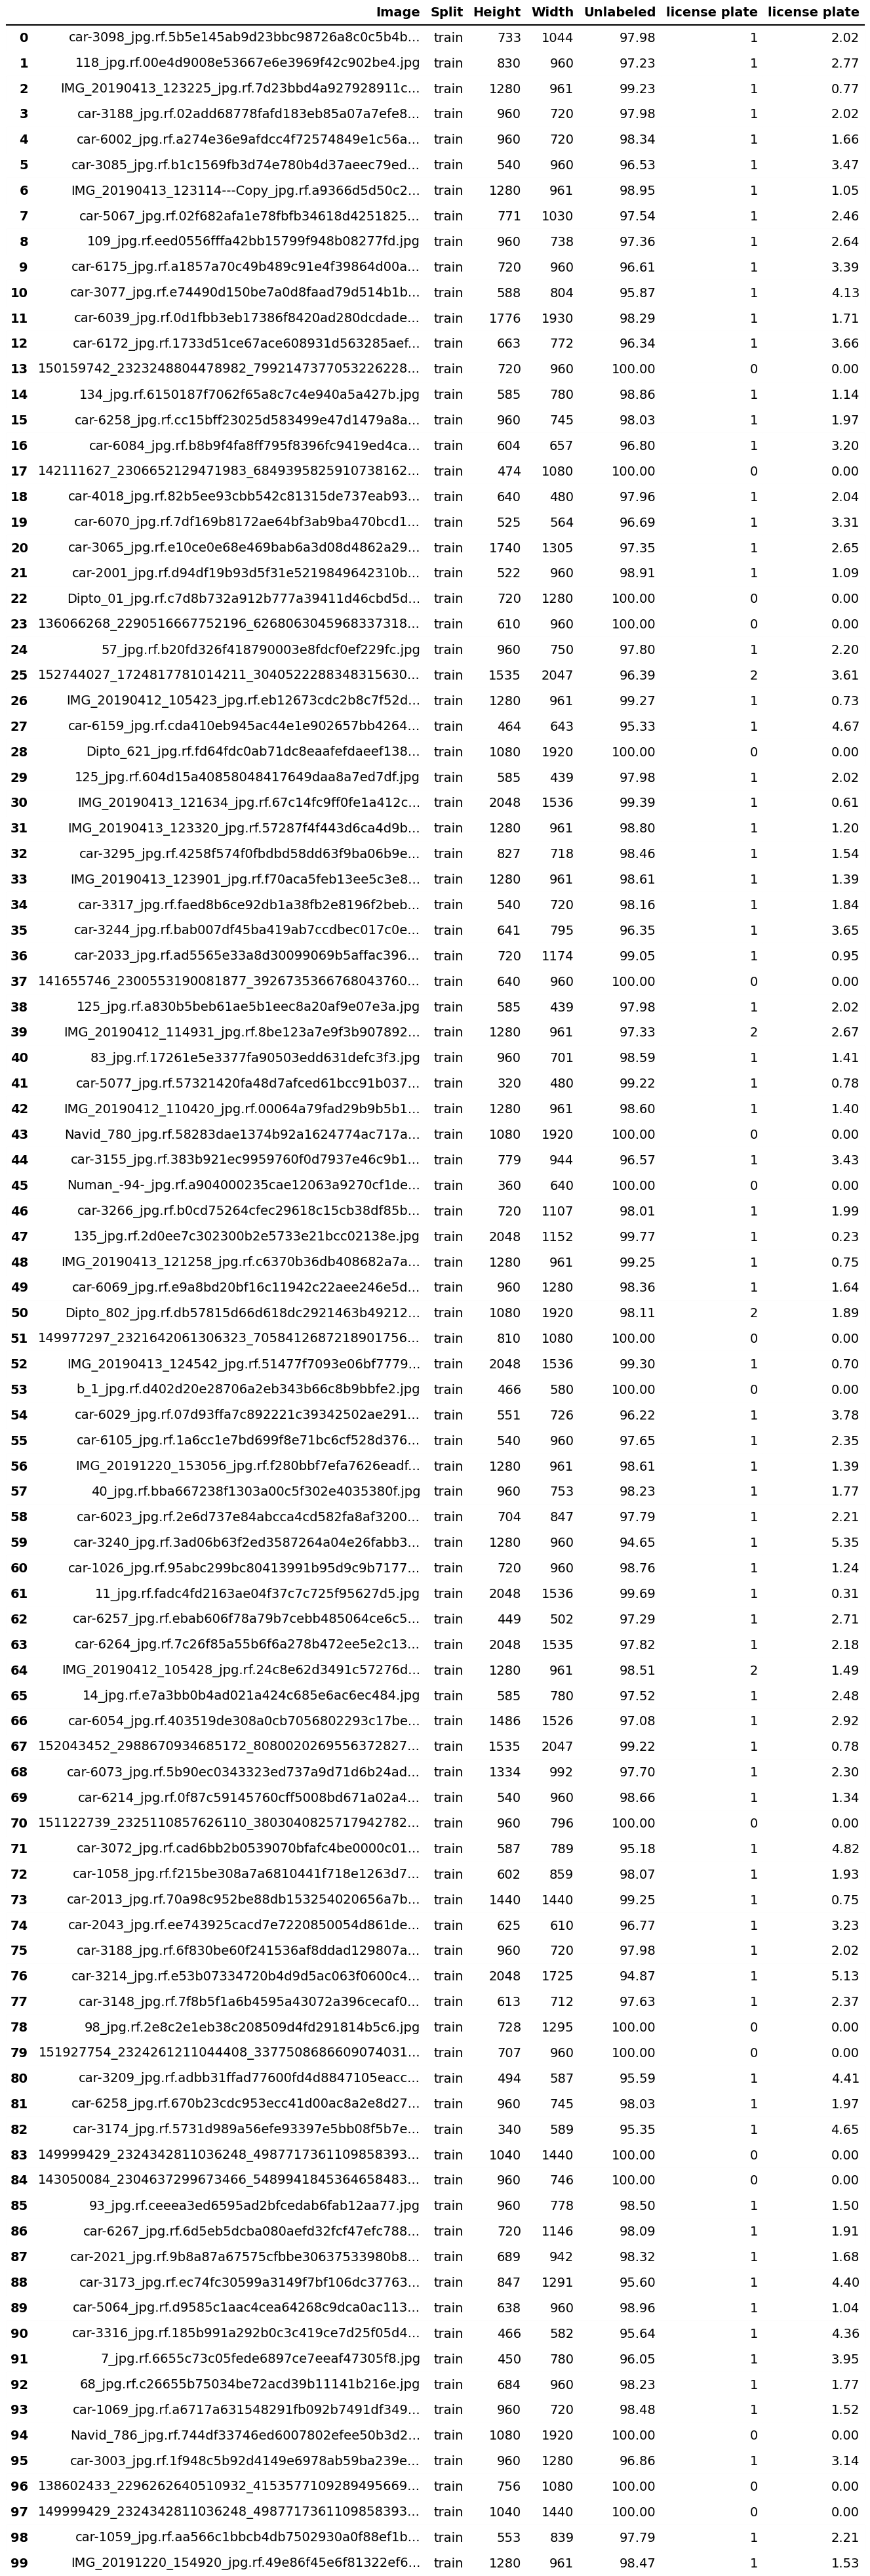 Image Split Height Width Unlabeled license plate license plate
0 car-3098_jpg.rf.5b5e145ab9d23bbc98726a8c0c5b4b... train 733 1044 97.98 1 2.02
1 118_jpg.rf.00e4d9008e53667e6e3969f42c902be4.jpg train 830 960 97.23 1 2.77
2 IMG_20190413_123225_jpg.rf.7d23bbd4a927928911c... train 1280 961 99.23 1 0.77
3 car-3188_jpg.rf.02add68778fafd183eb85a07a7efe8... train 960 720 97.98 1 2.02
4 car-6002_jpg.rf.a274e36e9afdcc4f72574849e1c56a... train 960 720 98.34 1 1.66
5 car-3085_jpg.rf.b1c1569fb3d74e780b4d37aeec79ed... train 540 960 96.53 1 3.47
6 IMG_20190413_123114---Copy_jpg.rf.a9366d5d50c2... train 1280 961 98.95 1 1.05
7 car-5067_jpg.rf.02f682afa1e78fbfb34618d4251825... train 771 1030 97.54 1 2.46
8 109_jpg.rf.eed0556fffa42bb15799f948b08277fd.jpg train 960 738 97.36 1 2.64
9 car-6175_jpg.rf.a1857a70c49b489c91e4f39864d00a... train 720 960 96.61 1 3.39
10 car-3077_jpg.rf.e74490d150be7a0d8faad79d514b1b... train 588 804 95.87 1 4.13
11 car-6039_jpg.rf.0d1fbb3eb17386f8420ad280dcdade... train 1776 1930 98.29 1 1.71
12 car-6172_jpg.rf.1733d51ce67ace608931d563285aef... train 663 772 96.34 1 3.66
13 150159742_2323248804478982_7992147377053226228... train 720 960 100.00 0 0.00
14 134_jpg.rf.6150187f7062f65a8c7c4e940a5a427b.jpg train 585 780 98.86 1 1.14
15 car-6258_jpg.rf.cc15bff23025d583499e47d1479a8a... train 960 745 98.03 1 1.97
16 car-6084_jpg.rf.b8b9f4fa8ff795f8396fc9419ed4ca... train 604 657 96.80 1 3.20
17 142111627_2306652129471983_6849395825910738162... train 474 1080 100.00 0 0.00
18 car-4018_jpg.rf.82b5ee93cbb542c81315de737eab93... train 640 480 97.96 1 2.04
19 car-6070_jpg.rf.7df169b8172ae64bf3ab9ba470bcd1... train 525 564 96.69 1 3.31
20 car-3065_jpg.rf.e10ce0e68e469bab6a3d08d4862a29... train 1740 1305 97.35 1 2.65
21 car-2001_jpg.rf.d94df19b93d5f31e5219849642310b... train 522 960 98.91 1 1.09
22 Dipto_01_jpg.rf.c7d8b732a912b777a39411d46cbd5d... train 720 1280 100.00 0 0.00
23 136066268_2290516667752196_6268063045968337318... train 610 960 100.00 0 0.00
24 57_jpg.rf.b20fd326f418790003e8fdcf0ef229fc.jpg train 960 750 97.80 1 2.20
25 152744027_1724817781014211_3040522288348315630... train 1535 2047 96.39 2 3.61
26 IMG_20190412_105423_jpg.rf.eb12673cdc2b8c7f52d... train 1280 961 99.27 1 0.73
27 car-6159_jpg.rf.cda410eb945ac44e1e902657bb4264... train 464 643 95.33 1 4.67
28 Dipto_621_jpg.rf.fd64fdc0ab71dc8eaafefdaeef138... train 1080 1920 100.00 0 0.00
29 125_jpg.rf.604d15a40858048417649daa8a7ed7df.jpg train 585 439 97.98 1 2.02
30 IMG_20190413_121634_jpg.rf.67c14fc9ff0fe1a412c... train 2048 1536 99.39 1 0.61
31 IMG_20190413_123320_jpg.rf.57287f4f443d6ca4d9b... train 1280 961 98.80 1 1.20
32 car-3295_jpg.rf.4258f574f0fbdbd58dd63f9ba06b9e... train 827 718 98.46 1 1.54
33 IMG_20190413_123901_jpg.rf.f70aca5feb13ee5c3e8... train 1280 961 98.61 1 1.39
34 car-3317_jpg.rf.faed8b6ce92db1a38fb2e8196f2beb... train 540 720 98.16 1 1.84
35 car-3244_jpg.rf.bab007df45ba419ab7ccdbec017c0e... train 641 795 96.35 1 3.65
36 car-2033_jpg.rf.ad5565e33a8d30099069b5affac396... train 720 1174 99.05 1 0.95
37 141655746_2300553190081877_3926735366768043760... train 640 960 100.00 0 0.00
38 125_jpg.rf.a830b5beb61ae5b1eec8a20af9e07e3a.jpg train 585 439 97.98 1 2.02
39 IMG_20190412_114931_jpg.rf.8be123a7e9f3b907892... train 1280 961 97.33 2 2.67
40 83_jpg.rf.17261e5e3377fa90503edd631defc3f3.jpg train 960 701 98.59 1 1.41
41 car-5077_jpg.rf.57321420fa48d7afced61bcc91b037... train 320 480 99.22 1 0.78
42 IMG_20190412_110420_jpg.rf.00064a79fad29b9b5b1... train 1280 961 98.60 1 1.40
43 Navid_780_jpg.rf.58283dae1374b92a1624774ac717a... train 1080 1920 100.00 0 0.00
44 car-3155_jpg.rf.383b921ec9959760f0d7937e46c9b1... train 779 944 96.57 1 3.43
45 Numan_-94-_jpg.rf.a904000235cae12063a9270cf1de... train 360 640 100.00 0 0.00
46 car-3266_jpg.rf.b0cd75264cfec29618c15cb38df85b... train 720 1107 98.01 1 1.99
47 135_jpg.rf.2d0ee7c302300b2e5733e21bcc02138e.jpg train 2048 1152 99.77 1 0.23
48 IMG_20190413_121258_jpg.rf.c6370b36db408682a7a... train 1280 961 99.25 1 0.75
49 car-6069_jpg.rf.e9a8bd20bf16c11942c22aee246e5d... train 960 1280 98.36 1 1.64
50 Dipto_802_jpg.rf.db57815d66d618dc2921463b49212... train 1080 1920 98.11 2 1.89
51 149977297_2321642061306323_7058412687218901756... train 810 1080 100.00 0 0.00
52 IMG_20190413_124542_jpg.rf.51477f7093e06bf7779... train 2048 1536 99.30 1 0.70
53 b_1_jpg.rf.d402d20e28706a2eb343b66c8b9bbfe2.jpg train 466 580 100.00 0 0.00
54 car-6029_jpg.rf.07d93ffa7c892221c39342502ae291... train 551 726 96.22 1 3.78
55 car-6105_jpg.rf.1a6cc1e7bd699f8e71bc6cf528d376... train 540 960 97.65 1 2.35
56 IMG_20191220_153056_jpg.rf.f280bbf7efa7626eadf... train 1280 961 98.61 1 1.39
57 40_jpg.rf.bba667238f1303a00c5f302e4035380f.jpg train 960 753 98.23 1 1.77
58 car-6023_jpg.rf.2e6d737e84abcca4cd582fa8af3200... train 704 847 97.79 1 2.21
59 car-3240_jpg.rf.3ad06b63f2ed3587264a04e26fabb3... train 1280 960 94.65 1 5.35
60 car-1026_jpg.rf.95abc299bc80413991b95d9c9b7177... train 720 960 98.76 1 1.24
61 11_jpg.rf.fadc4fd2163ae04f37c7c725f95627d5.jpg train 2048 1536 99.69 1 0.31
62 car-6257_jpg.rf.ebab606f78a79b7cebb485064ce6c5... train 449 502 97.29 1 2.71
63 car-6264_jpg.rf.7c26f85a55b6f6a278b472ee5e2c13... train 2048 1535 97.82 1 2.18
64 IMG_20190412_105428_jpg.rf.24c8e62d3491c57276d... train 1280 961 98.51 2 1.49
65 14_jpg.rf.e7a3bb0b4ad021a424c685e6ac6ec484.jpg train 585 780 97.52 1 2.48
66 car-6054_jpg.rf.403519de308a0cb7056802293c17be... train 1486 1526 97.08 1 2.92
67 152043452_2988670934685172_8080020269556372827... train 1535 2047 99.22 1 0.78
68 car-6073_jpg.rf.5b90ec0343323ed737a9d71d6b24ad... train 1334 992 97.70 1 2.30
69 car-6214_jpg.rf.0f87c59145760cff5008bd671a02a4... train 540 960 98.66 1 1.34
70 151122739_2325110857626110_3803040825717942782... train 960 796 100.00 0 0.00
71 car-3072_jpg.rf.cad6bb2b0539070bfafc4be0000c01... train 587 789 95.18 1 4.82
72 car-1058_jpg.rf.f215be308a7a6810441f718e1263d7... train 602 859 98.07 1 1.93
73 car-2013_jpg.rf.70a98c952be88db153254020656a7b... train 1440 1440 99.25 1 0.75
74 car-2043_jpg.rf.ee743925cacd7e7220850054d861de... train 625 610 96.77 1 3.23
75 car-3188_jpg.rf.6f830be60f241536af8ddad129807a... train 960 720 97.98 1 2.02
76 car-3214_jpg.rf.e53b07334720b4d9d5ac063f0600c4... train 2048 1725 94.87 1 5.13
77 car-3148_jpg.rf.7f8b5f1a6b4595a43072a396cecaf0... train 613 712 97.63 1 2.37
78 98_jpg.rf.2e8c2e1eb38c208509d4fd291814b5c6.jpg train 728 1295 100.00 0 0.00
79 151927754_2324261211044408_3377508686609074031... train 707 960 100.00 0 0.00
80 car-3209_jpg.rf.adbb31ffad77600fd4d8847105eacc... train 494 587 95.59 1 4.41
81 car-6258_jpg.rf.670b23cdc953ecc41d00ac8a2e8d27... train 960 745 98.03 1 1.97
82 car-3174_jpg.rf.5731d989a56efe93397e5bb08f5b7e... train 340 589 95.35 1 4.65
83 149999429_2324342811036248_4987717361109858393... train 1040 1440 100.00 0 0.00
84 143050084_2304637299673466_5489941845364658483... train 960 746 100.00 0 0.00
85 93_jpg.rf.ceeea3ed6595ad2bfcedab6fab12aa77.jpg train 960 778 98.50 1 1.50
86 car-6267_jpg.rf.6d5eb5dcba080aefd32fcf47efc788... train 720 1146 98.09 1 1.91
87 car-2021_jpg.rf.9b8a87a67575cfbbe30637533980b8... train 689 942 98.32 1 1.68
88 car-3173_jpg.rf.ec74fc30599a3149f7bf106dc37763... train 847 1291 95.60 1 4.40
89 car-5064_jpg.rf.d9585c1aac4cea64268c9dca0ac113... train 638 960 98.96 1 1.04
90 car-3316_jpg.rf.185b991a292b0c3c419ce7d25f05d4... train 466 582 95.64 1 4.36
91 7_jpg.rf.6655c73c05fede6897ce7eeaf47305f8.jpg train 450 780 96.05 1 3.95
92 68_jpg.rf.c26655b75034be72acd39b11141b216e.jpg train 684 960 98.23 1 1.77
93 car-1069_jpg.rf.a6717a631548291fb092b7491df349... train 960 720 98.48 1 1.52
94 Navid_786_jpg.rf.744df33746ed6007802efee50b3d2... train 1080 1920 100.00 0 0.00
95 car-3003_jpg.rf.1f948c5b92d4149e6978ab59ba239e... train 960 1280 96.86 1 3.14
96 138602433_2296262640510932_4153577109289495669... train 756 1080 100.00 0 0.00
97 149999429_2324342811036248_4987717361109858393... train 1040 1440 100.00 0 0.00
98 car-1059_jpg.rf.aa566c1bbcb4db7502930a0f88ef1b... train 553 839 97.79 1 2.21
99 IMG_20191220_154920_jpg.rf.49e86f45e6f81322ef6... train 1280 961 98.47 1 1.53